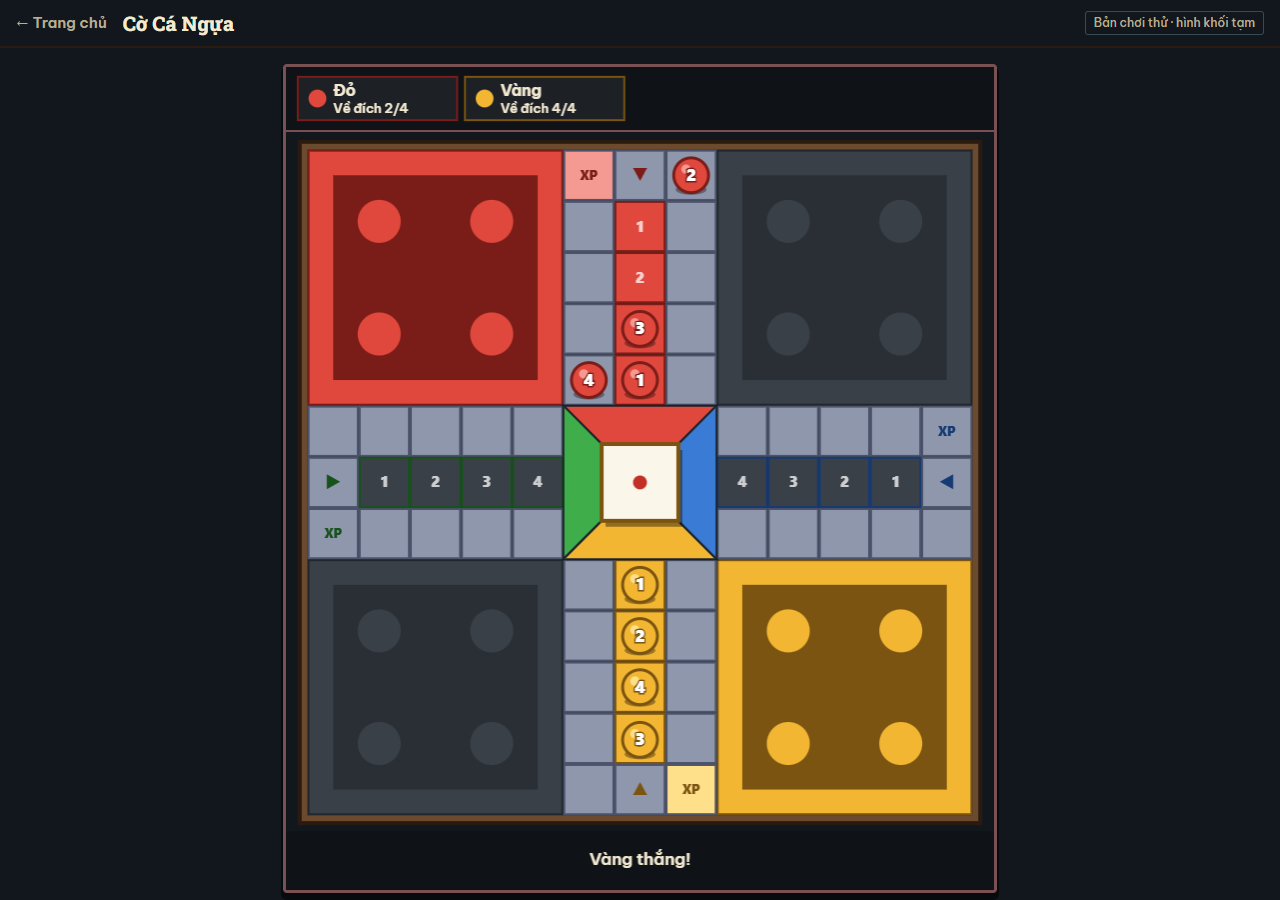 ← Trang chủ Cờ Cá Ngựa Bản chơi thử · hình khối tạm
Đỏ
Về đích 2/4
Vàng
Về đích 4/4
XP ▼ 2
1
2
3
4 1
XP
▶ 1 2 3 4 4 3 2 1 ◀
XP
1
2
4
3
▲ XP
Vàng thắng!